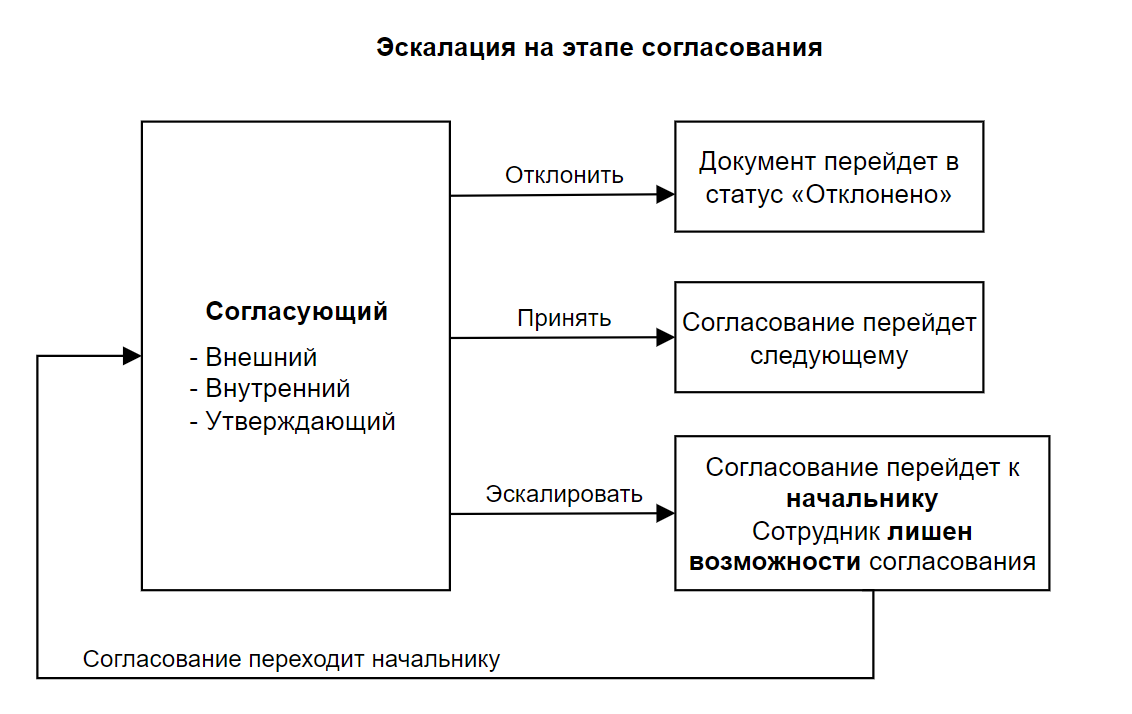 Эскалация на этапе согласования
Отклонить
Документ перейдет в
статус «Отклонено»
Согласующий
- Внешний
- Внутренний
- Утверждающий
Принять
Согласование перейдет
следующему
Эскалировать
Согласование перейдет к
начальнику
Сотрудник лишен
возможности согласования
Согласование переходит начальнику